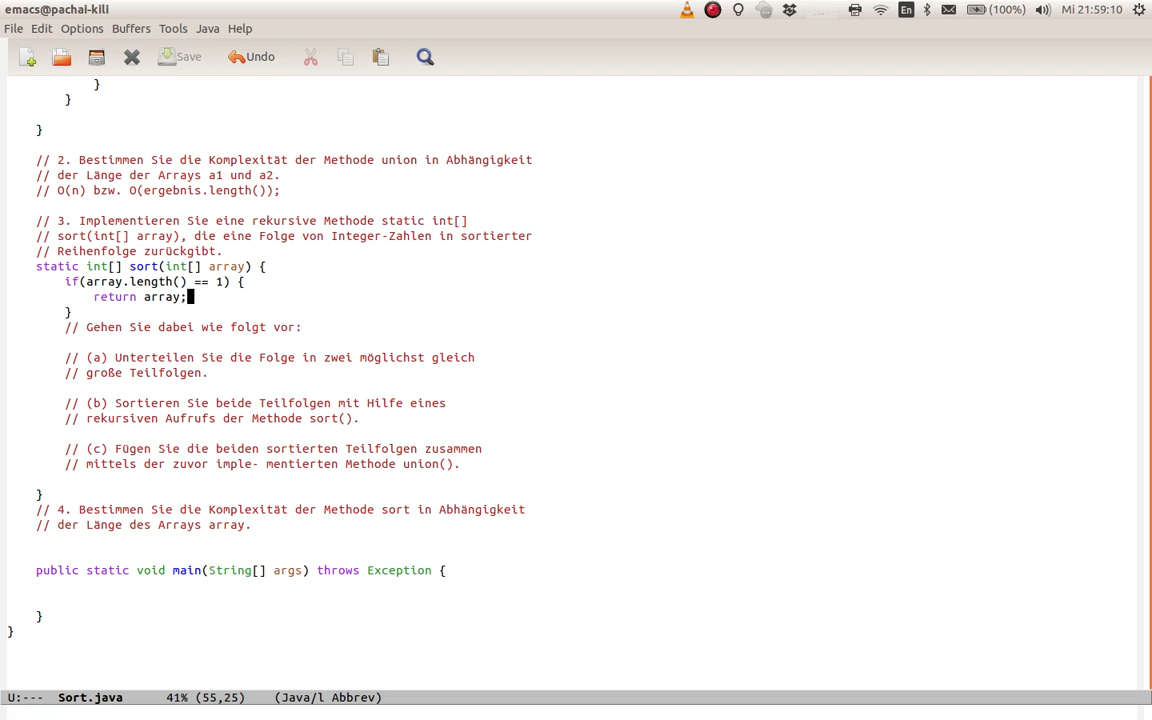 emacs@pachai-kili
En
(100%)
Mi 21:59:10
File Edit Options Buffers Tools Java Help
Save Undo
}
}
}
// 2. Bestimmen Sie die Komplexität der Methode union in Abhängigkeit
// der Länge der Arrays a1 und a2.
// O(n) bzw. O(ergebnis.length());
// 3. Implementieren Sie eine rekursive Methode static int[]
// sort(int[] array), die eine Folge von Integer-Zahlen in sortierter
// Reihenfolge zurückgibt.
static int[] sort(int[] array) {
if(array.length() == 1) {
return array;
}
// Gehen Sie dabei wie folgt vor:
// (a) Unterteilen Sie die Folge in zwei möglichst gleich
// große Teilfolgen.
// (b) Sortieren Sie beide Teilfolgen mit Hilfe eines
// rekursiven Aufrufs der Methode sort().
// (c) Fügen Sie die beiden sortierten Teilfolgen zusammen
// mittels der zuvor imple- mentierten Methode union().
}
// 4. Bestimmen Sie die Komplexität der Methode sort in Abhängigkeit
// der Länge des Arrays array.
public static void main(String[] args) throws Exception {
}
}
U:--- Sort.java 41% (55,25) (Java/l Abbrev)